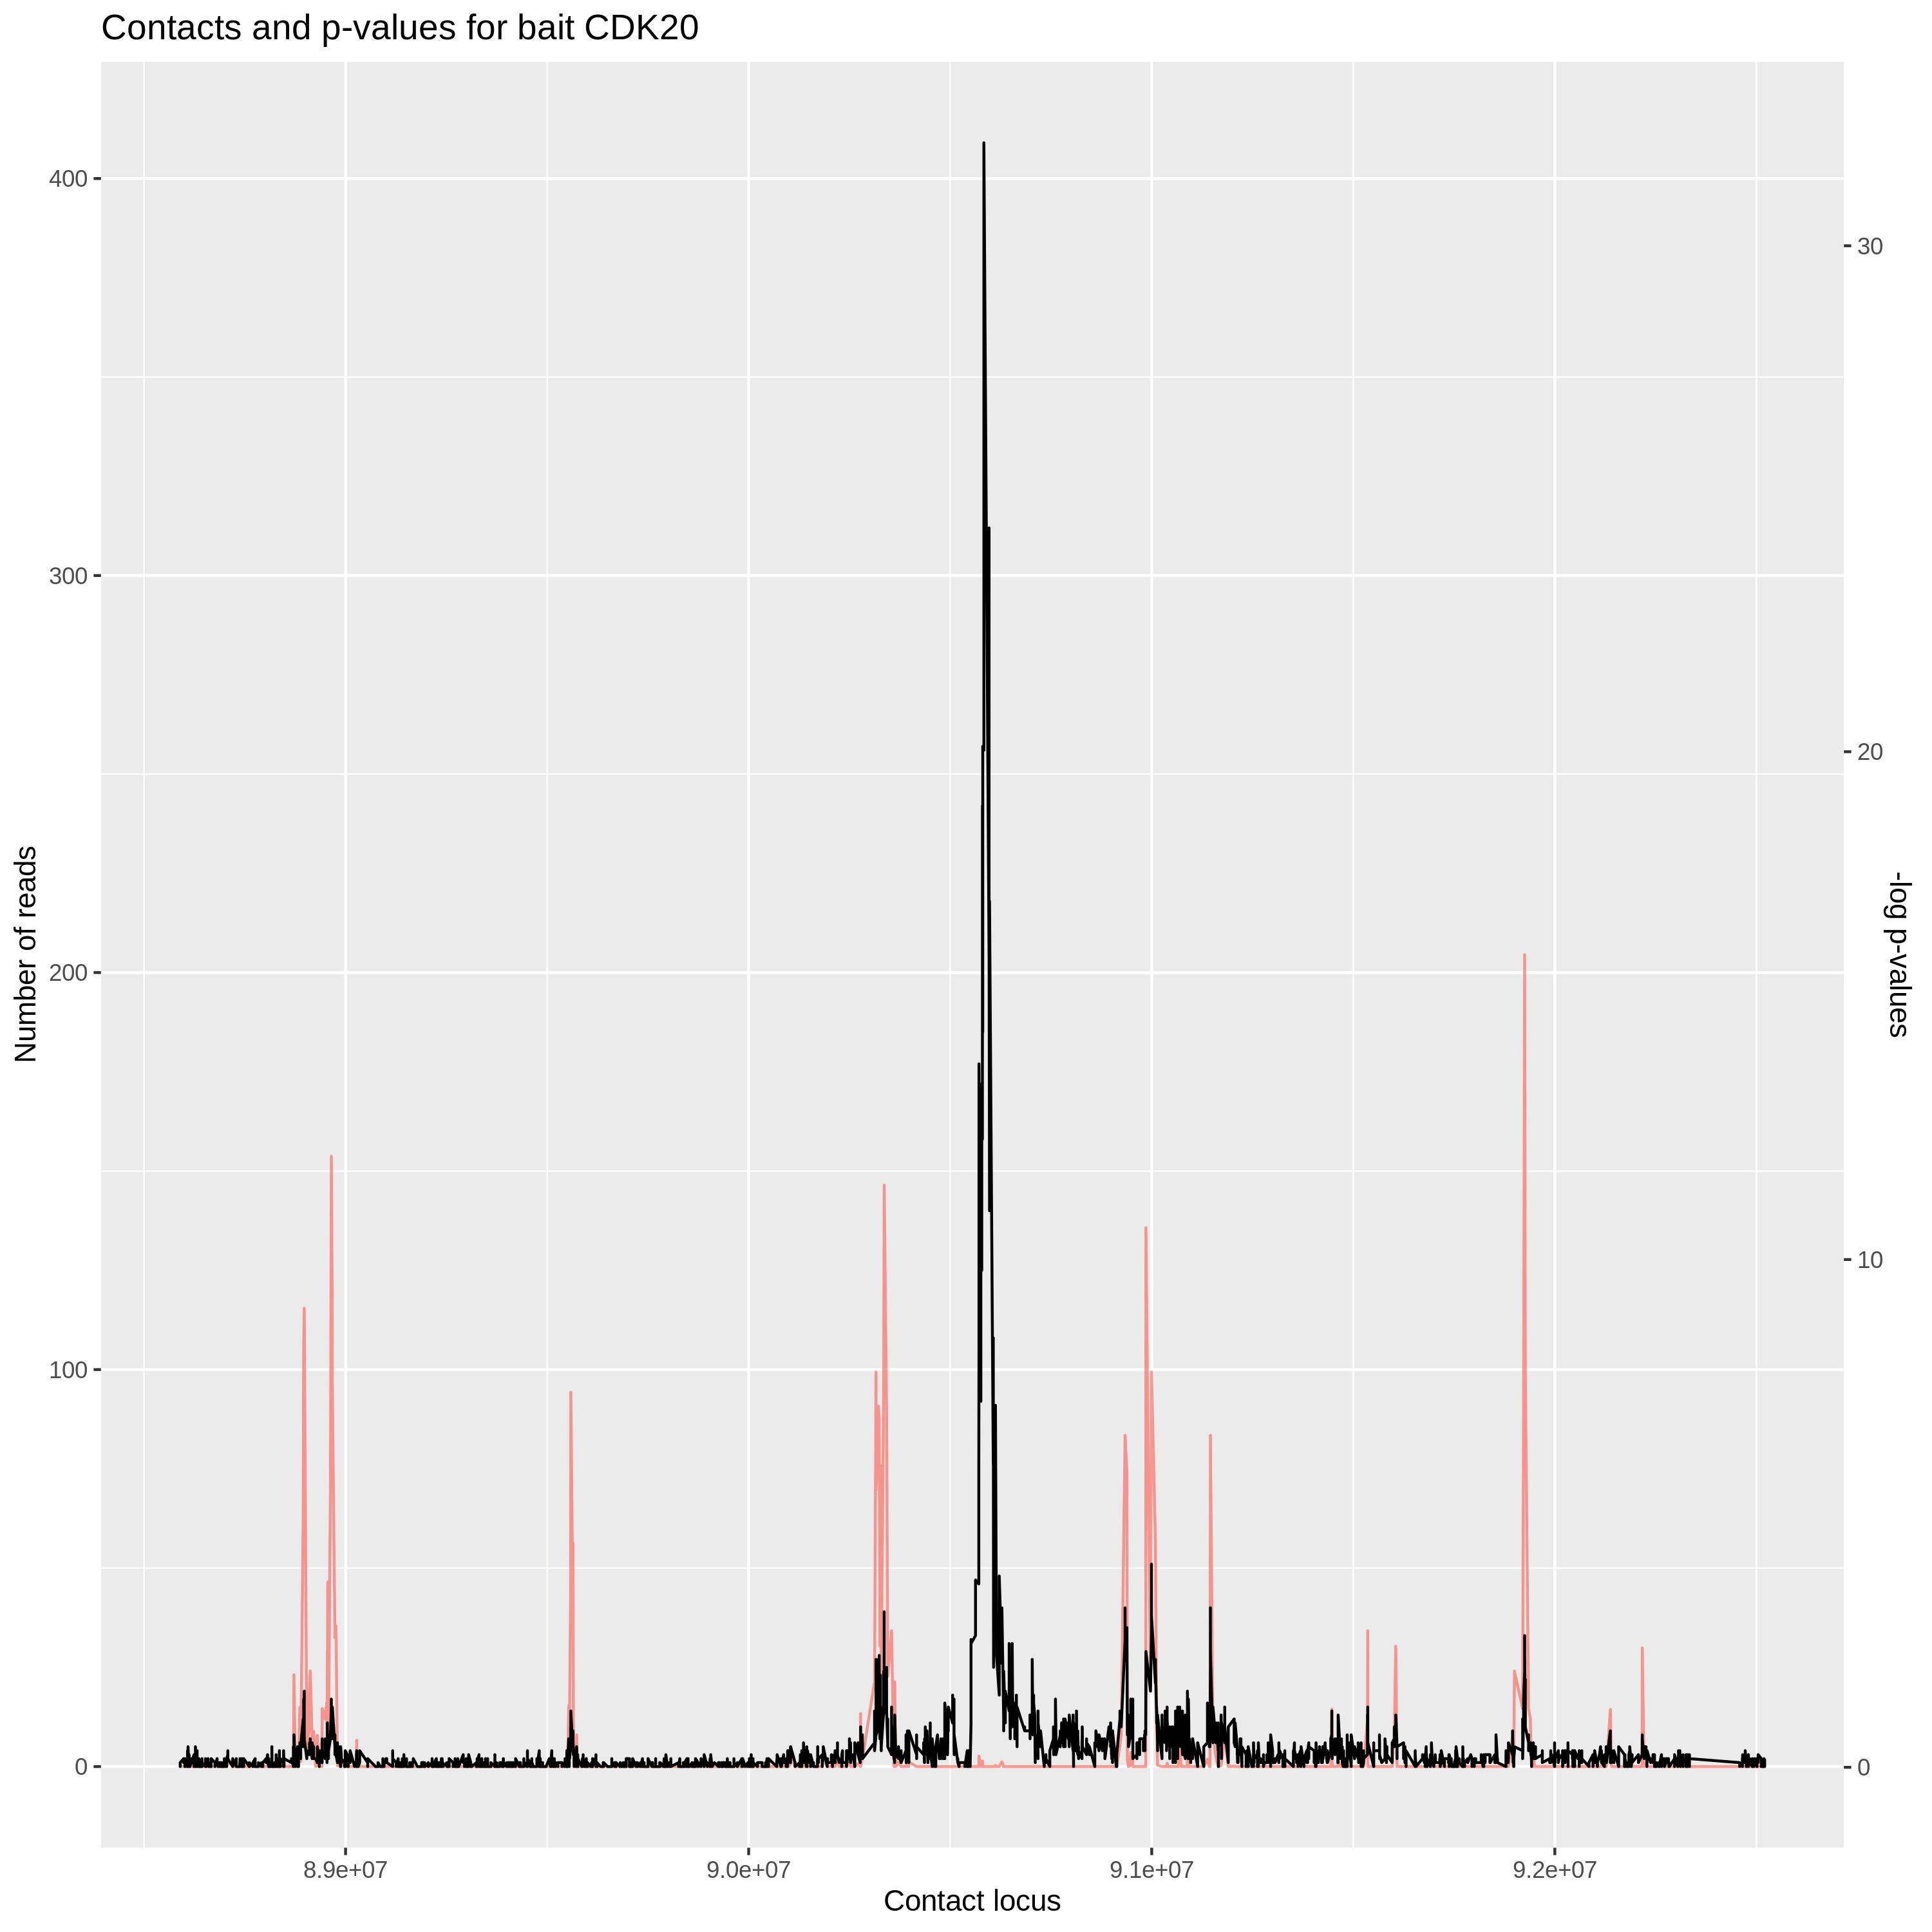 Contacts and p-values for bait CDK20
400
300
200
100
0
Number of reads
30
20
10
0
-log p-values
8.9e+07
9.0e+07
9.1e+07
9.2e+07
Contact locus